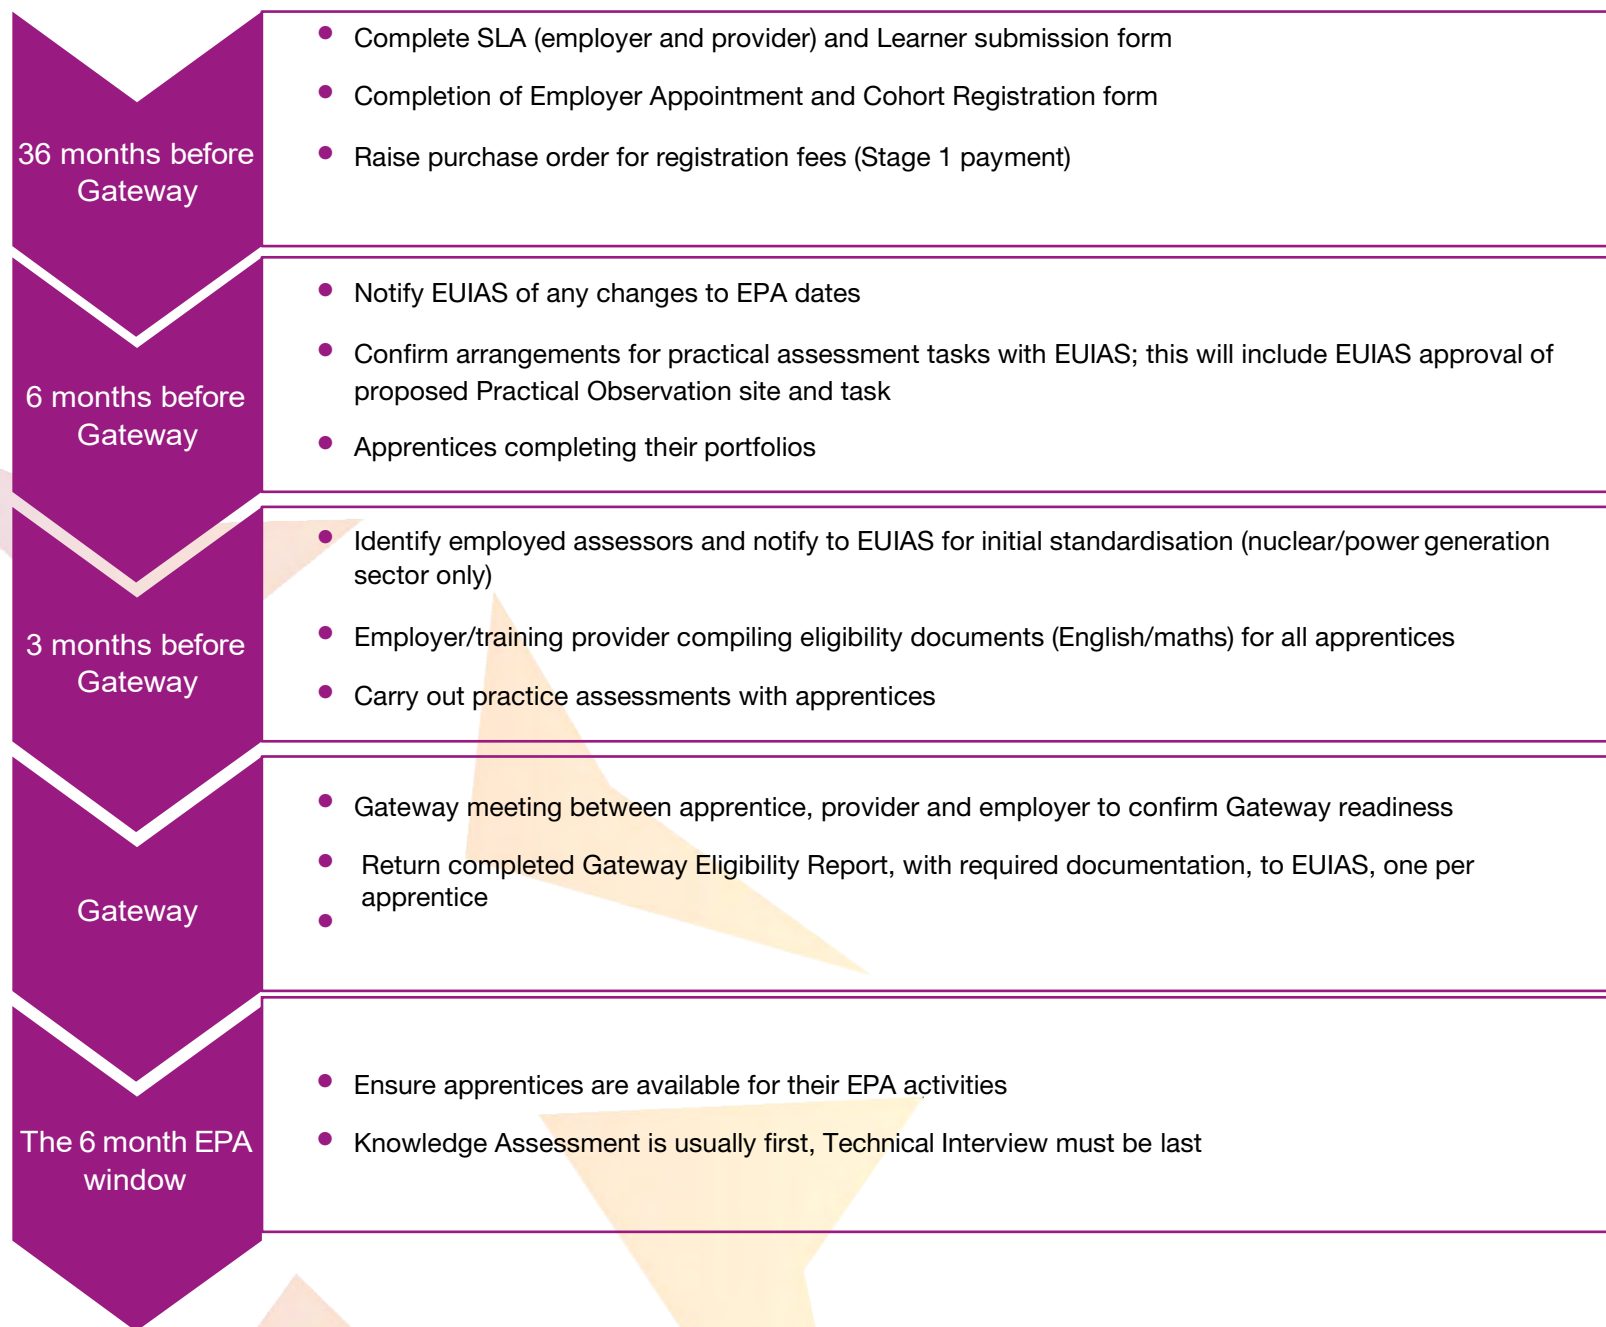 36 months before
Gateway
• Complete SLA (employer and provider) and Learner submission form
• Completion of Employer Appointment and Cohort Registration form
• Raise purchase order for registration fees (Stage 1 payment)
6 months before
Gateway
• Notify EUIAS of any changes to EPA dates
• Confirm arrangements for practical assessment tasks with EUIAS; this will include EUIAS approval of
proposed Practical Observation site and task
• Apprentices completing their portfolios
3 months before
Gateway
• Identify employed assessors and notify to EUIAS for initial standardisation (nuclear/power generation
sector only)
• Employer/training provider compiling eligibility documents (English/maths) for all apprentices
• Carry out practice assessments with apprentices
Gateway
• Gateway meeting between apprentice, provider and employer to confirm Gateway readiness
• Return completed Gateway Eligibility Report, with required documentation, to EUIAS, one per
apprentice
•
The 6 month EPA
window
• Ensure apprentices are available for their EPA activities
• Knowledge Assessment is usually first, Technical Interview must be last